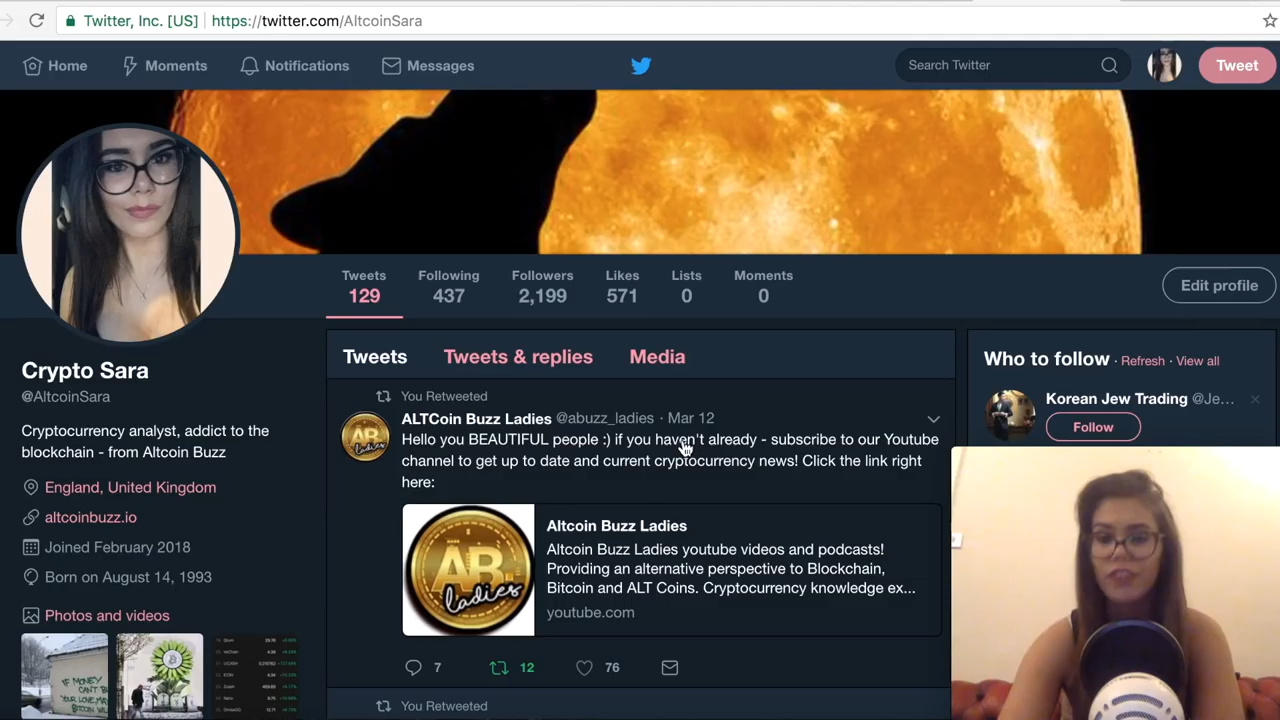 Twitter, Inc. [US]
https://twitter.com/AltcoinSara
Home
Moments
Notifications
Messages
Search Twitter
Tweet
Tweets
129
Following
437
Followers
2,199
Likes
571
Lists
0
Moments
0
Edit profile
Crypto Sara
@AltcoinSara
Cryptocurrency analyst, addict to the
blockchain - from Altcoin Buzz
England, United Kingdom
altcoinbuzz.io
Joined February 2018
Born on August 14, 1993
Photos and videos
Tweets
Tweets & replies
Media
You Retweeted
ALTCoin Buzz Ladies @abuzz_ladies · Mar 12
Hello you BEAUTIFUL people :) if you haven't already - subscribe to our Youtube
channel to get up to date and current cryptocurrency news! Click the link right
here:
AB
ladies
Altcoin Buzz Ladies
Altcoin Buzz Ladies youtube videos and podcasts!
Providing an alternative perspective to Blockchain,
Bitcoin and ALT Coins. Cryptocurrency knowledge ex...
youtube.com
7
12
76
You Retweeted
Who to follow · Refresh · View all
Korean Jew Trading @Je...
Follow